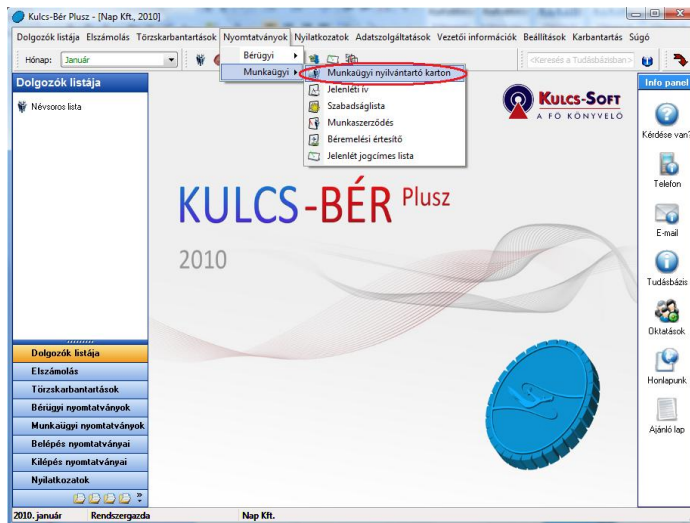 Kulcs-Bér Plusz - [Nap Kft., 2010]
Dolgozók listája Elszámolás Törzskarbantartások Nyomtatványok Nyilatkozatok Adatszolgáltatások Vezetői információk Beállítások Karbantartás Súgó
Hónap: Január
<Keresés a Tudásbázisban>
Bérügyi
Munkaügyi
Munkaügyi nyilvántartó karton
Jelenléti ív
Szabadságlista
Munkaszerződés
Béremelési értesítő
Jelenlét jogcímes lista
Dolgozók listája
Névsoros lista
KULCS-SOFT
A FŐ KÖNYVELŐ
KULCS-BÉR Plusz
2010
Info panel
Kérdése van?
Telefon
E-mail
Tudásbázis
Oktatások
Honlapunk
Ajánló lap
Dolgozók listája
Elszámolás
Törzskarbantartások
Bérügyi nyomtatványok
Munkaügyi nyomtatványok
Belépés nyomtatványai
Kilépés nyomtatványai
Nyilatkozatok
2010. január Rendszergazda Nap Kft.